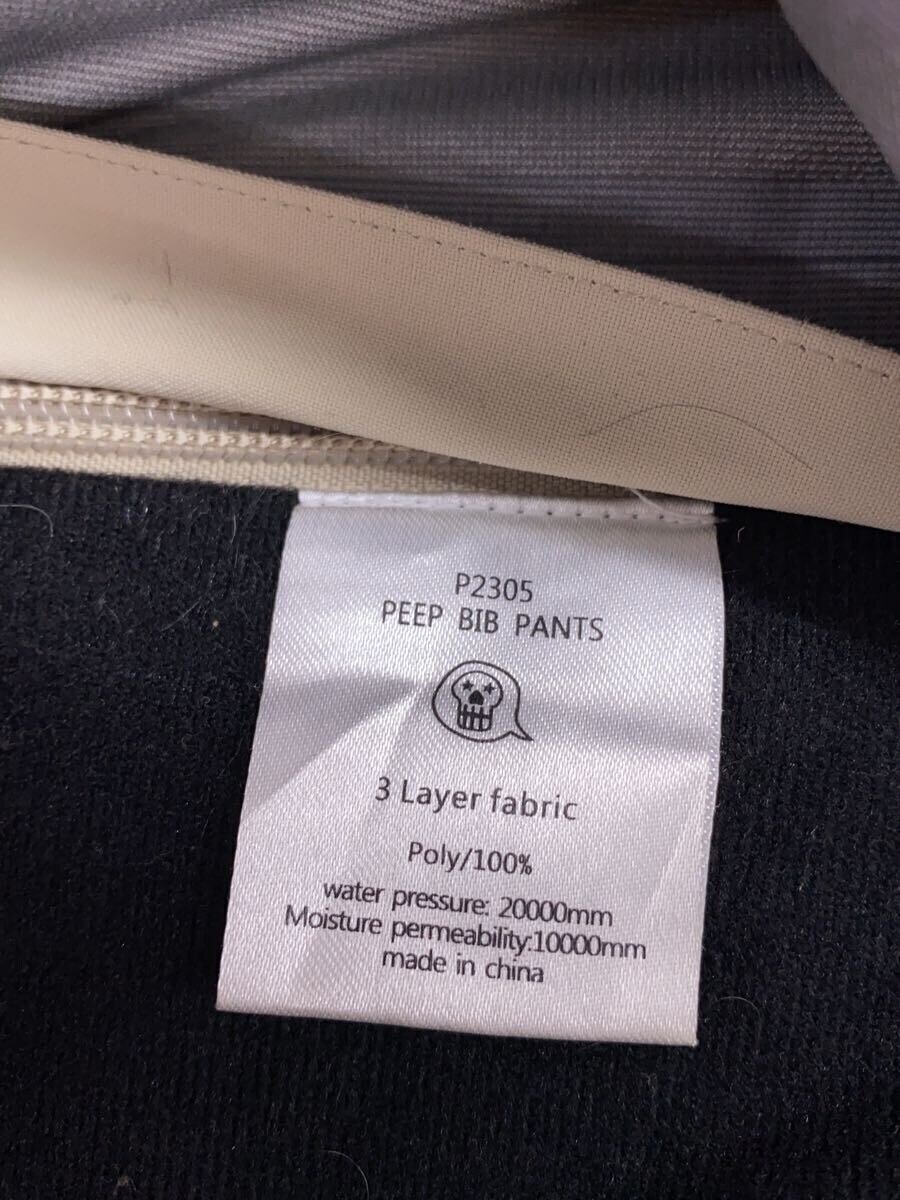 P2305
PEEP BIB PANTS
3 Layer fabric
Poly/100%
water pressure: 20000mm
Moisture permeability:10000mm
made in china